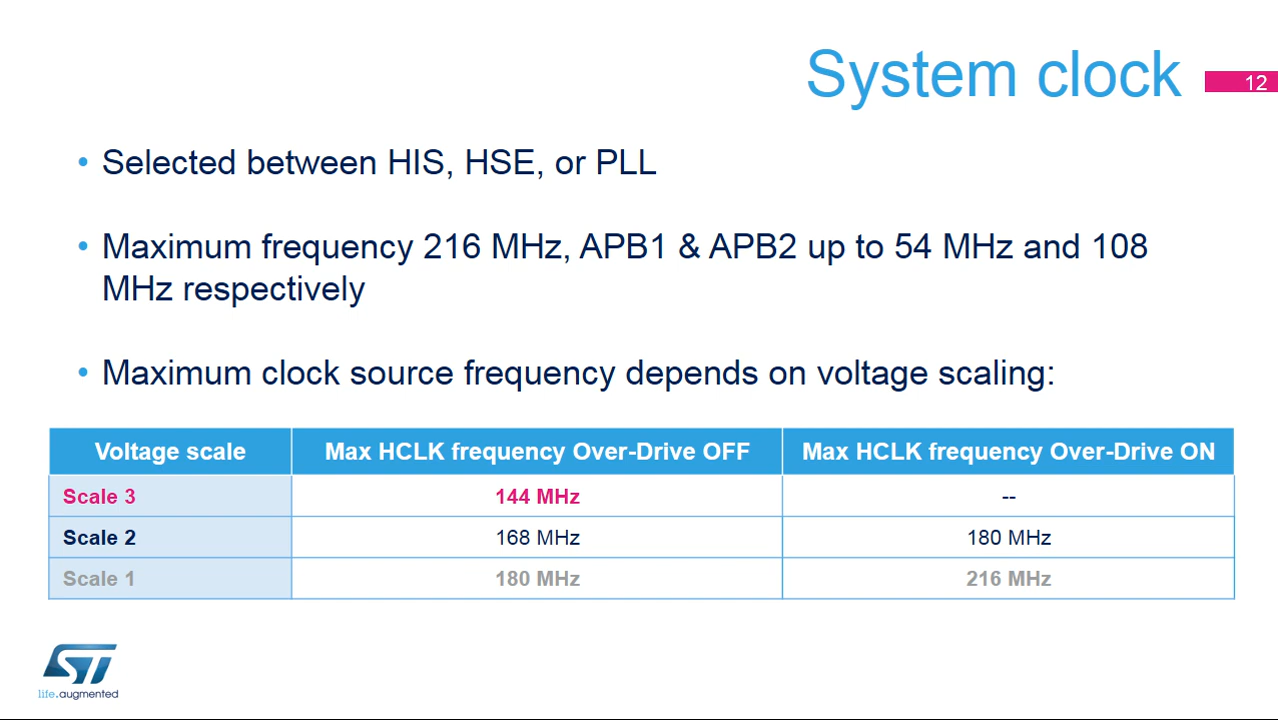 System clock
12
• Selected between HIS, HSE, or PLL
• Maximum frequency 216 MHz, APB1 & APB2 up to 54 MHz and 108
MHz respectively
• Maximum clock source frequency depends on voltage scaling:
Voltage scale Max HCLK frequency Over-Drive OFF Max HCLK frequency Over-Drive ON
Scale 3 144 MHz --
Scale 2 168 MHz 180 MHz
Scale 1 180 MHz 216 MHz
ST
life.augmented